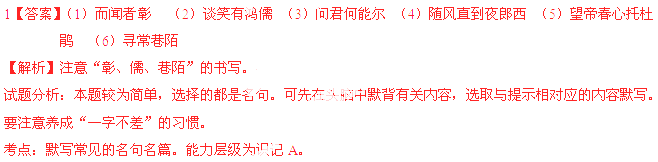 1【答案】（1）而闻者彰　（2）谈笑有鸿儒　（3）问君何能尔　（4）随风直到夜郎西　（5）望帝春心托杜
鹃　（6）寻常巷陌
【解析】注意“彰、儒、巷陌”的书写。
试题分析：本题较为简单，选择的都是名句。可先在头脑中默背有关内容，选取与提示相对应的内容默写。
要注意养成“一字不差”的习惯。
考点：默写常见的名句名篇。能力层级为识记 A。